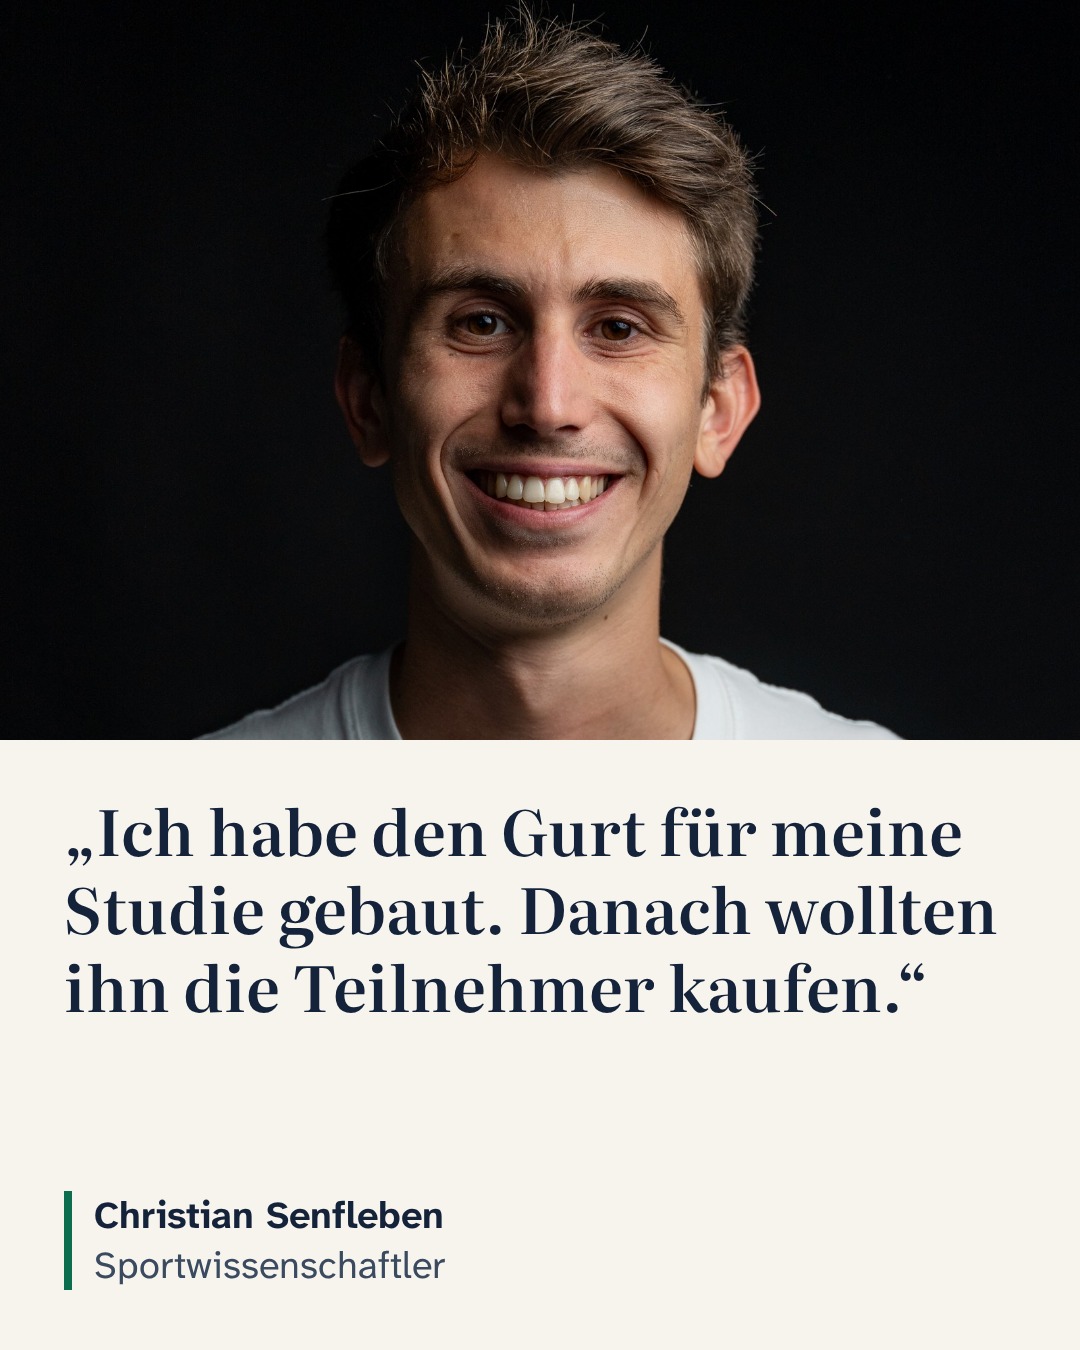 „Ich habe den Gurt für meine
Studie gebaut. Danach wollten
ihn die Teilnehmer kaufen.“
Christian Senfleben
Sportwissenschaftler